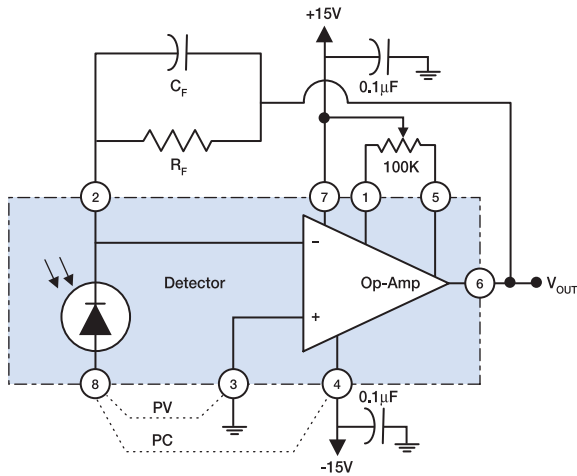 +15V
C_F
0.1µF
R_F
100K
2
7
1
5
−
Detector
Op-Amp
6
V_OUT
+
8
3
4
PV
0.1µF
PC
-15V